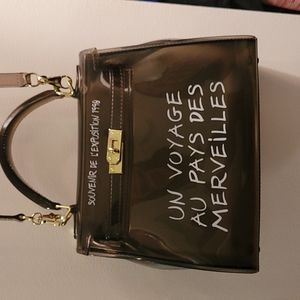 SOUVENIR DE L'EXPOSITION 1998
UN VOYAGE
AU PAYS DES
MERVEILLES